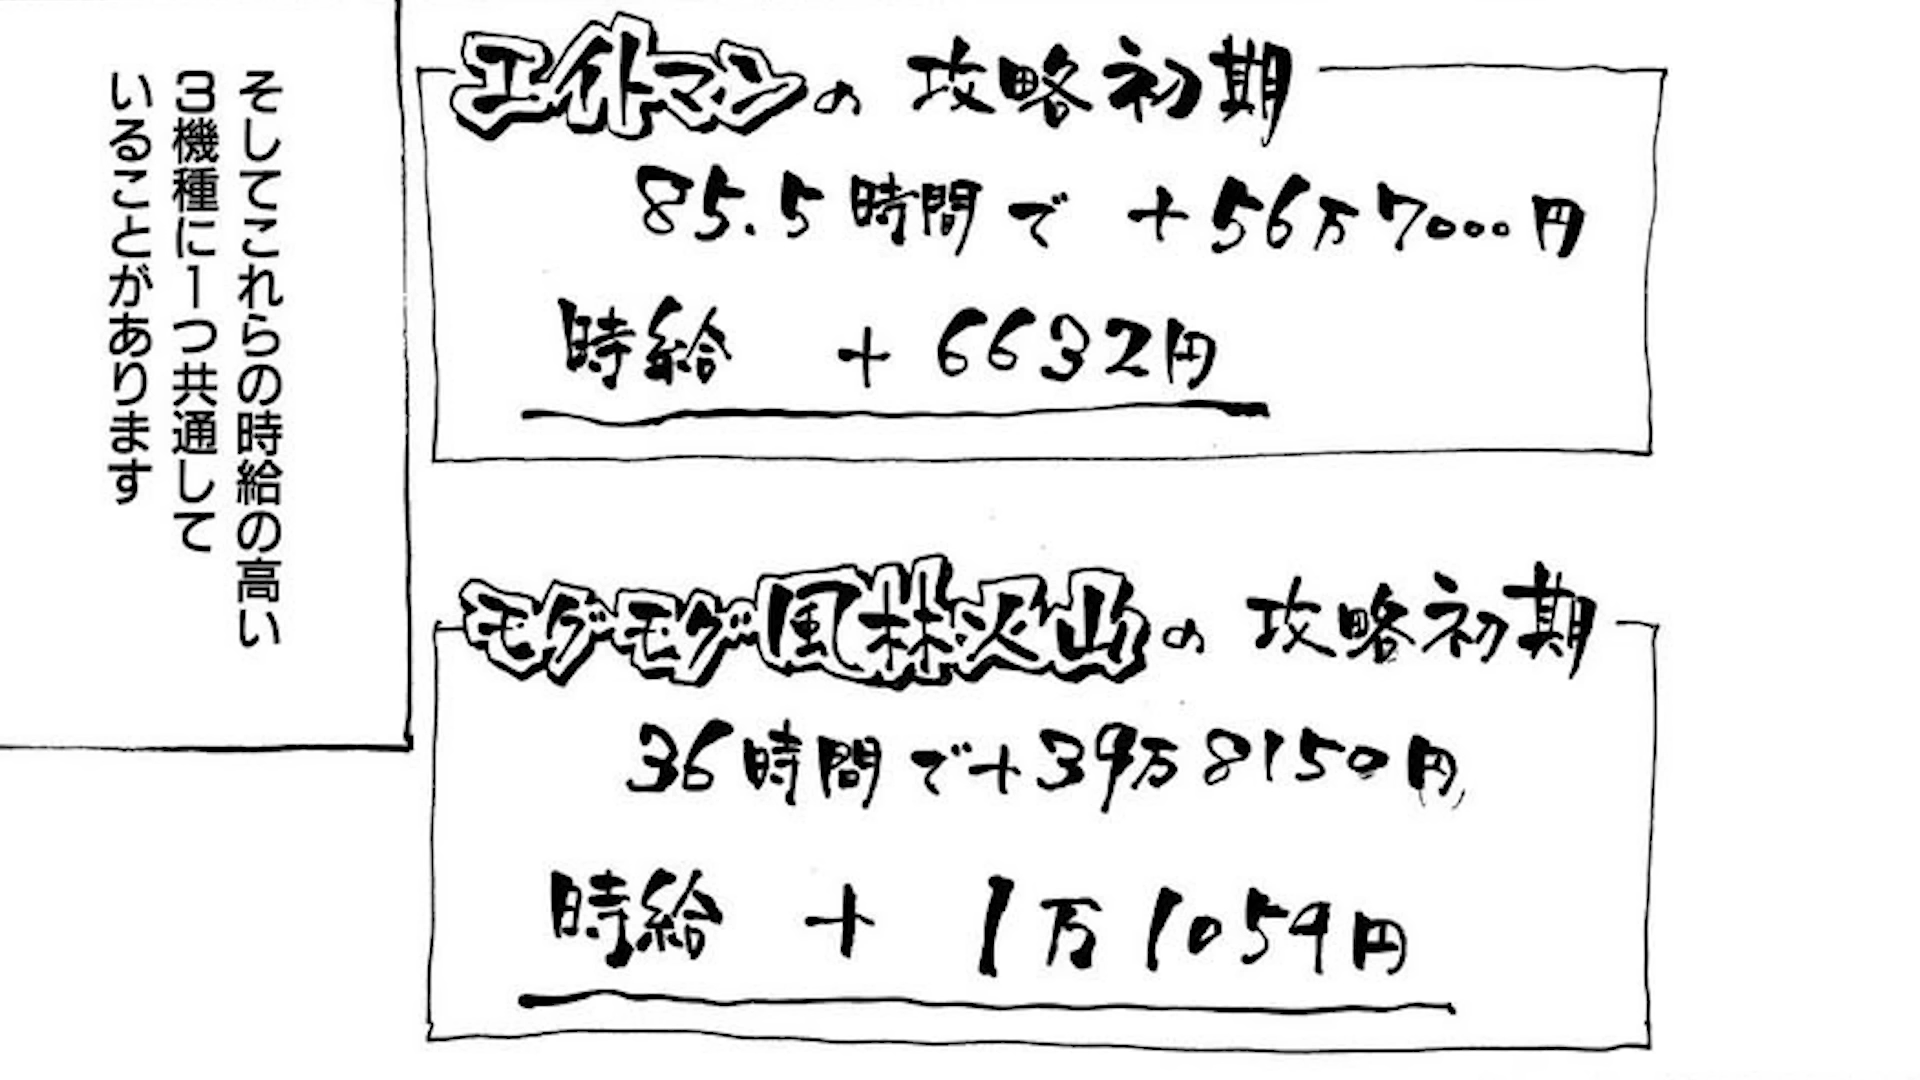 エイトマンの攻略初期
85.5時間で +56万7000円
時給 +6632円
モグモグ風林火山の攻略初期
36時間で+39万8150円
時給 +1万1059円
そしてこれらの時給の高い
3機種に1つ共通して
いることがあります